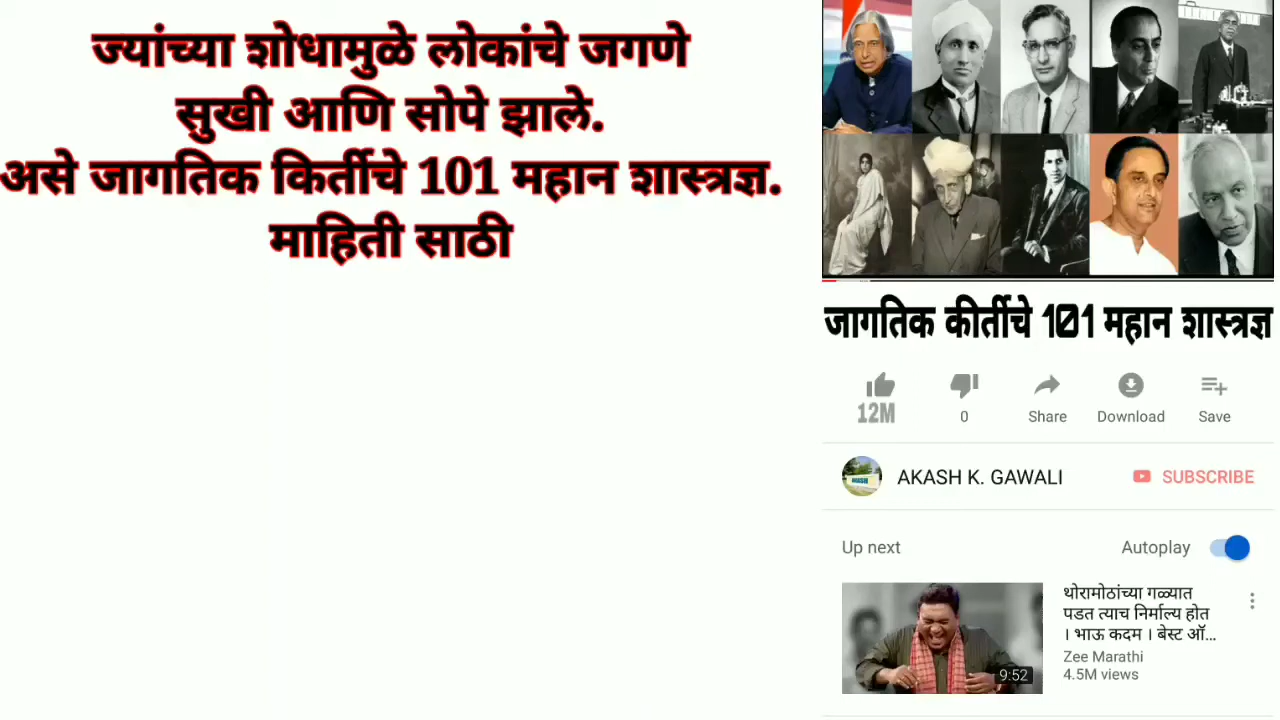 ज्यांच्या शोधामुळे लोकांचे जगणे
सुखी आणि सोपे झाले.
असे जागतिक किर्तीचे 101 महान शास्त्रज्ञ.
माहिती साठी
जागतिक कीर्तीचे 101 महान शास्त्रज्ञ
12M
0
Share
Download
Save
AKASH K. GAWALI
SUBSCRIBE
Up next
Autoplay
9:52
थोरामोठांच्या गळ्यात
पडत त्याच निर्माल्य होत
। भाऊ कदम । बेस्ट ऑ...
Zee Marathi
4.5M views